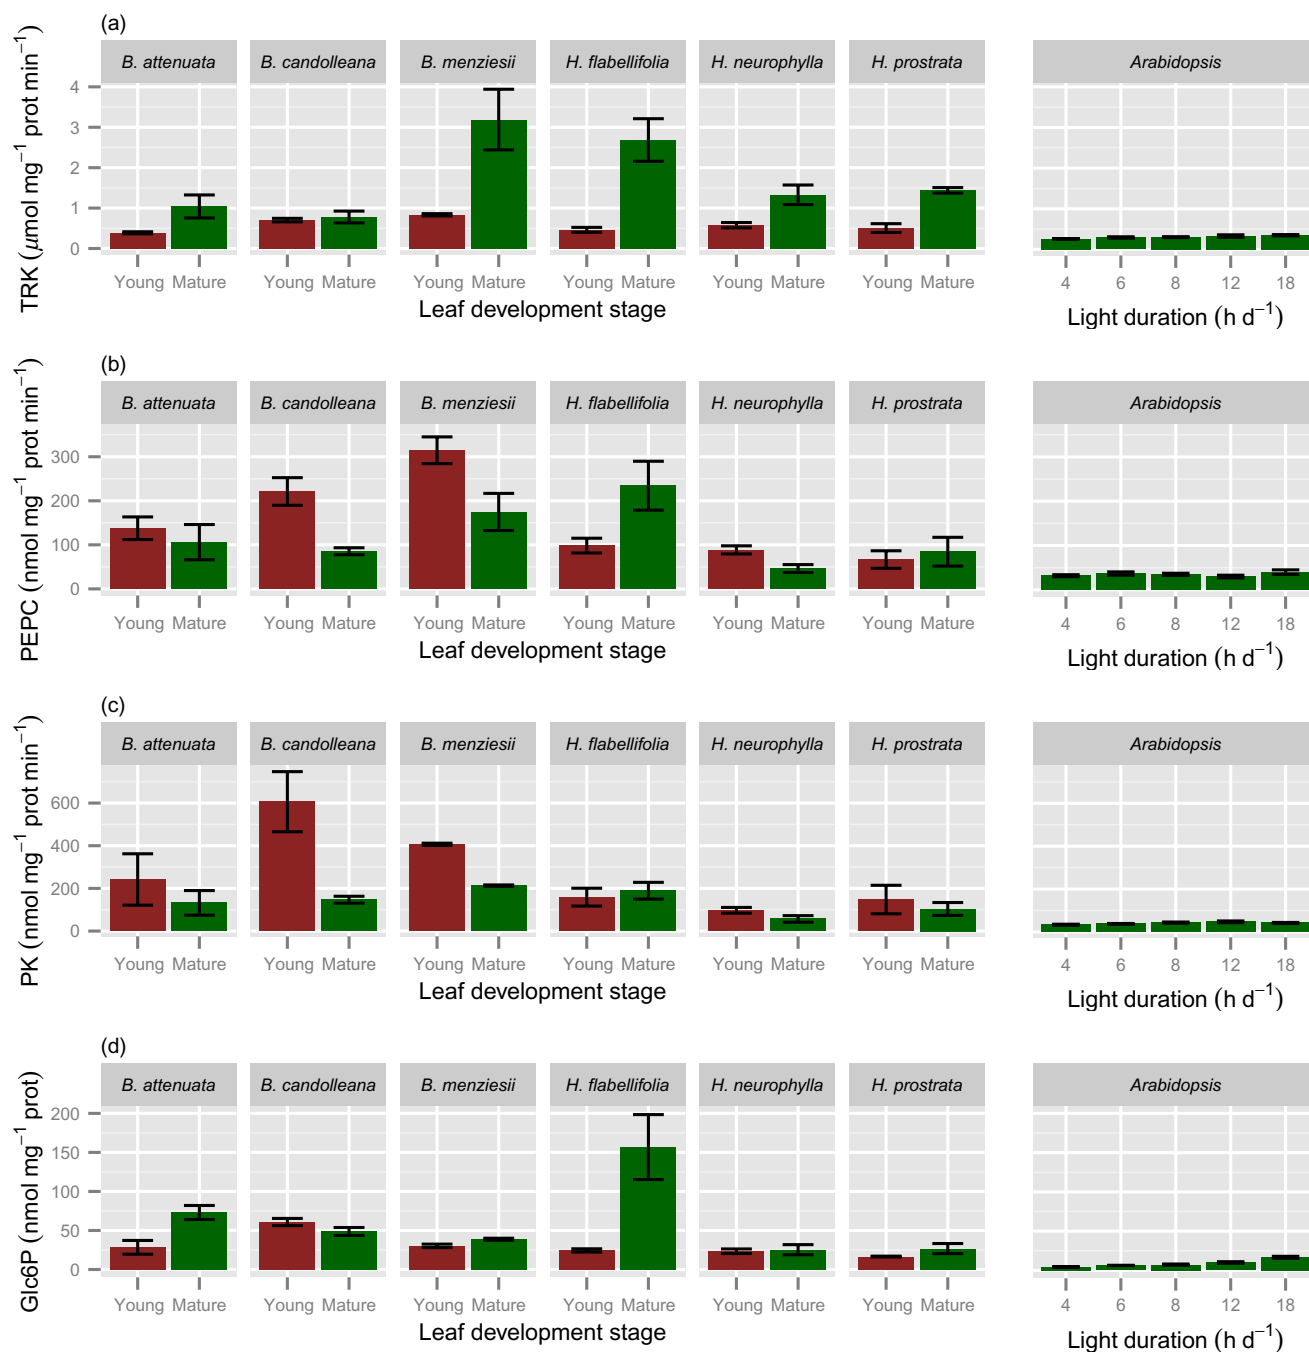 (a)
B. attenuata B. candolleana B. menziesii H. flabellifolia H. neurophylla H. prostrata Arabidopsis
TRK (μmol mg−1 prot min−1)
4
3
2
1
0
Young Mature Young Mature Young Mature Young Mature Young Mature Young Mature 4 6 8 12 18
Leaf development stage Light duration (h d−1)
(b)
B. attenuata B. candolleana B. menziesii H. flabellifolia H. neurophylla H. prostrata Arabidopsis
PEPC (nmol mg−1 prot min−1)
300
200
100
0
Young Mature Young Mature Young Mature Young Mature Young Mature Young Mature 4 6 8 12 18
Leaf development stage Light duration (h d−1)
(c)
B. attenuata B. candolleana B. menziesii H. flabellifolia H. neurophylla H. prostrata Arabidopsis
PK (nmol mg−1 prot min−1)
600
400
200
0
Young Mature Young Mature Young Mature Young Mature Young Mature Young Mature 4 6 8 12 18
Leaf development stage Light duration (h d−1)
(d)
B. attenuata B. candolleana B. menziesii H. flabellifolia H. neurophylla H. prostrata Arabidopsis
Glc6P (nmol mg−1 prot)
200
150
100
50
0
Young Mature Young Mature Young Mature Young Mature Young Mature Young Mature 4 6 8 12 18
Leaf development stage Light duration (h d−1)